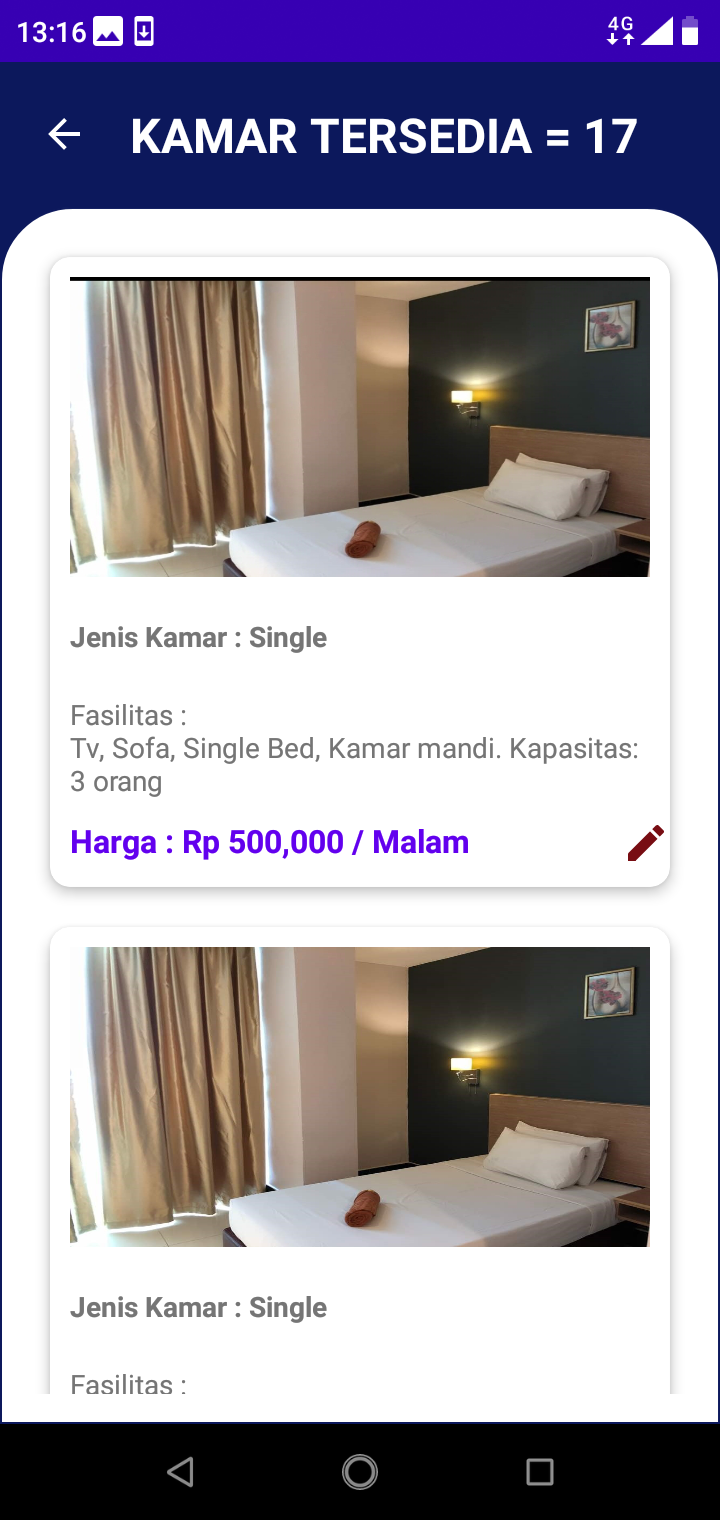 13:16
4G
KAMAR TERSEDIA = 17
Jenis Kamar : Single
Fasilitas :
Tv, Sofa, Single Bed, Kamar mandi. Kapasitas:
3 orang
Harga : Rp 500,000 / Malam
Jenis Kamar : Single
Fasilitas :